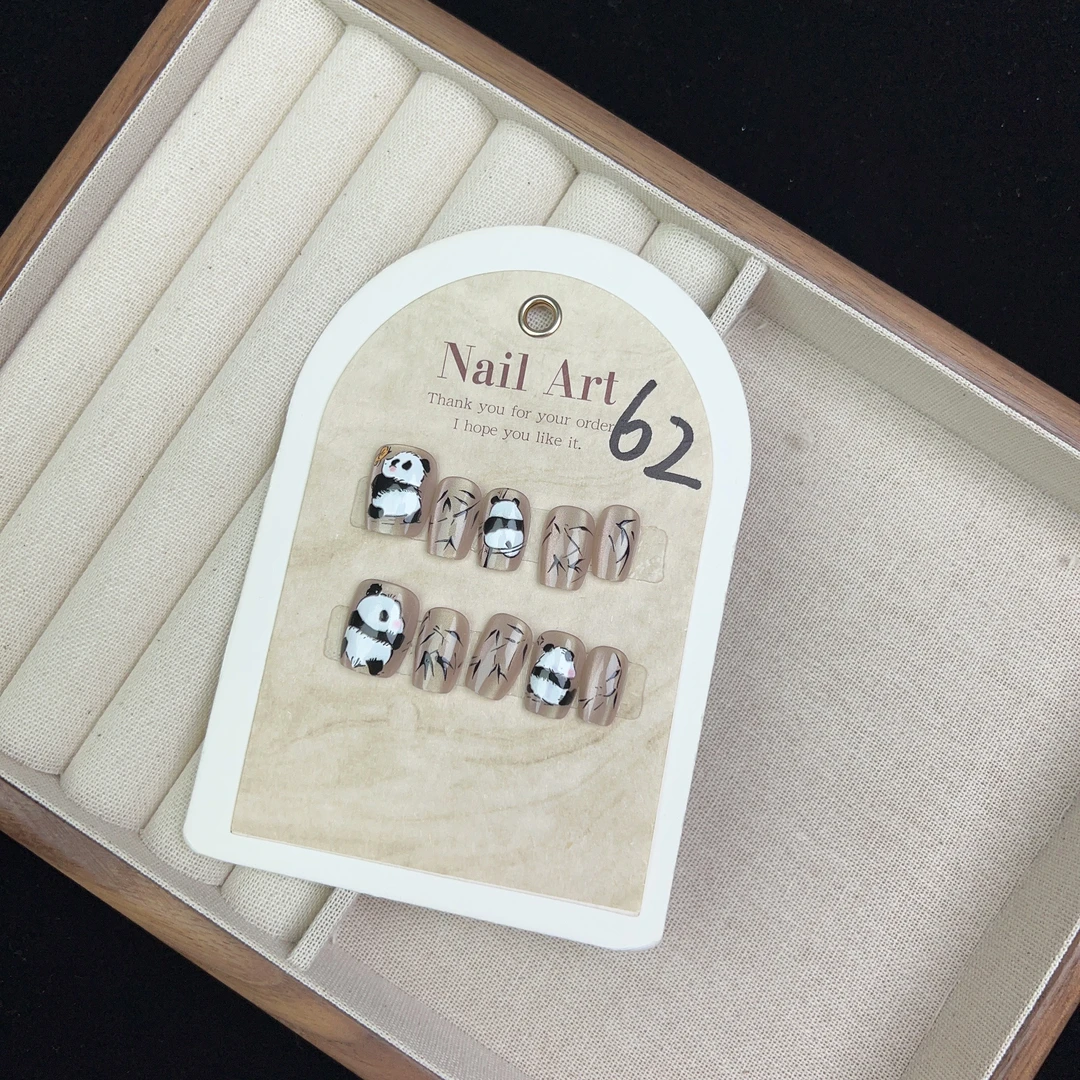 Nail Art
Thank you for your order
I hope you like it.
62